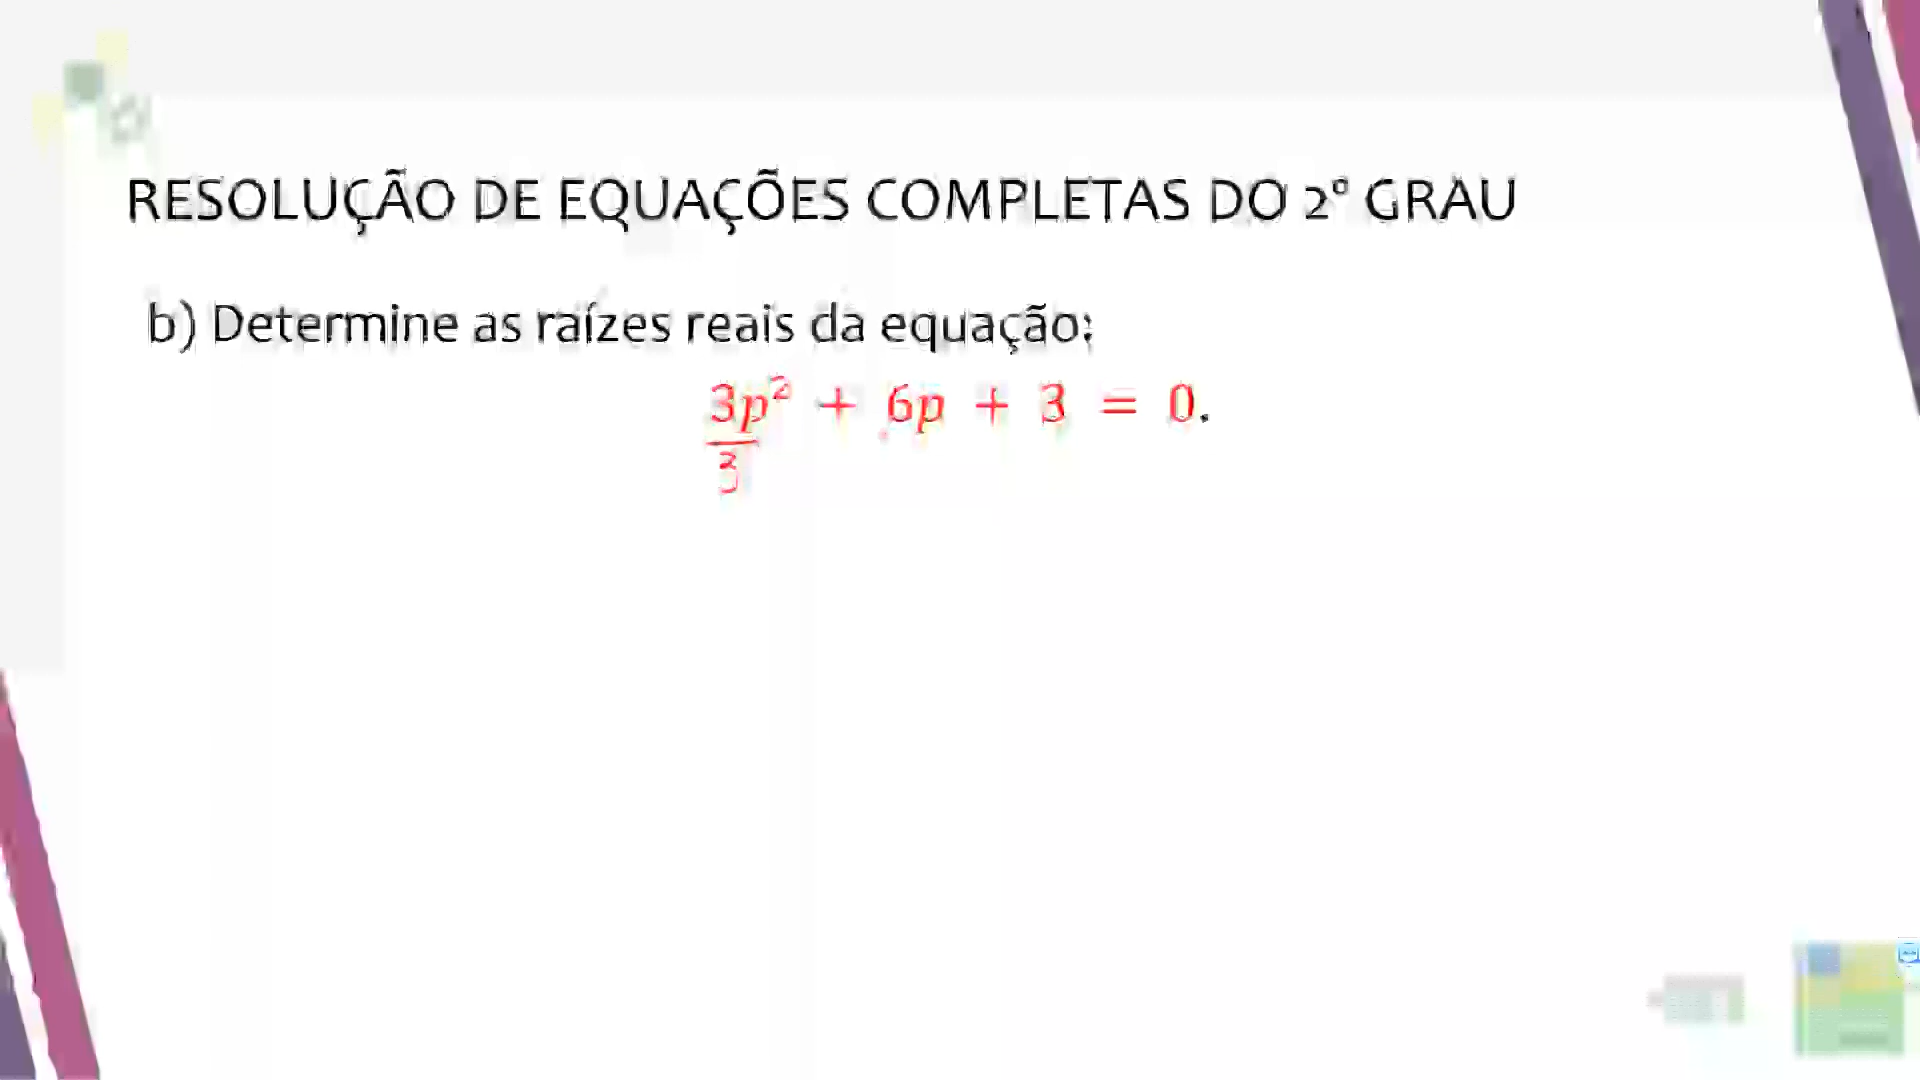 RESOLUÇÃO DE EQUAÇÕES COMPLETAS DO 2º GRAU
b) Determine as raízes reais da equação:
3p² + 6p + 3 = 0.
3